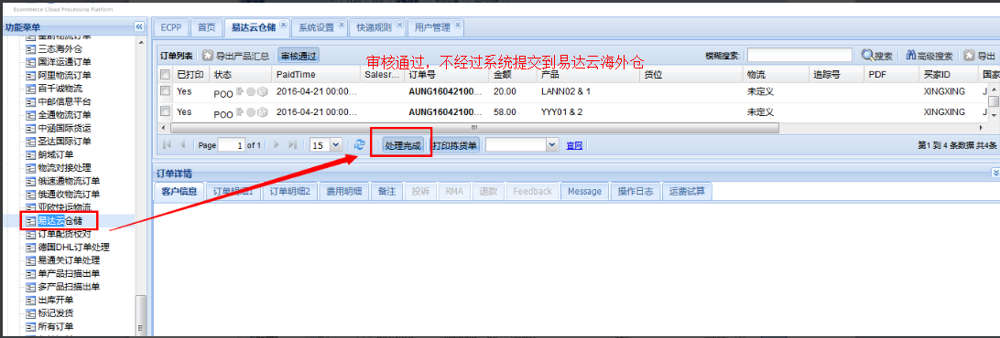 Ecommerce Cloud Processing Platform
功能菜单
ECPP 首页 易达云仓储 系统设置 快递规则 用户管理
三态海外仓
国洋运通订单
阿里物流订单
百千诚物流
中邮信息平台
全通物流订单
中涵国际货运
圣达国际订单
朗域订单
物流对接处理
俄速通物流订单
俄通收物流订单
亚欧快运物流
易达云仓储
订单配货校对
德国DHL订单处理
易通关订单处理
单产品扫描出单
多产品扫描出单
出库开单
标记发货
所有订单
订单列表 导出产品汇总 审核通过 模糊搜索: 搜索 高级搜索 导出
审核通过，不经过系统提交到易达云海外仓
已打印 状态 PaidTime Salesr... 订单号 金额 产品 货位 物流 追踪号 PDF 买家ID 国家
Yes POO 2016-04-21 00:00... AUNG16042100... 20.00 LANN02 & 1 未定义 XINGXING J
Yes POO 2016-04-21 00:00... AUNG16042100... 58.00 YYY01 & 2 未定义 XINGXING J
Page 1 of 1 15 处理完成 打印拣货单 官网 第1 到 4 条数据 共4条
订单详情
客户信息 订单明细1 订单明细2 费用明细 备注 投诉 RMA 退款 Feedback Message 操作日志 运费试算